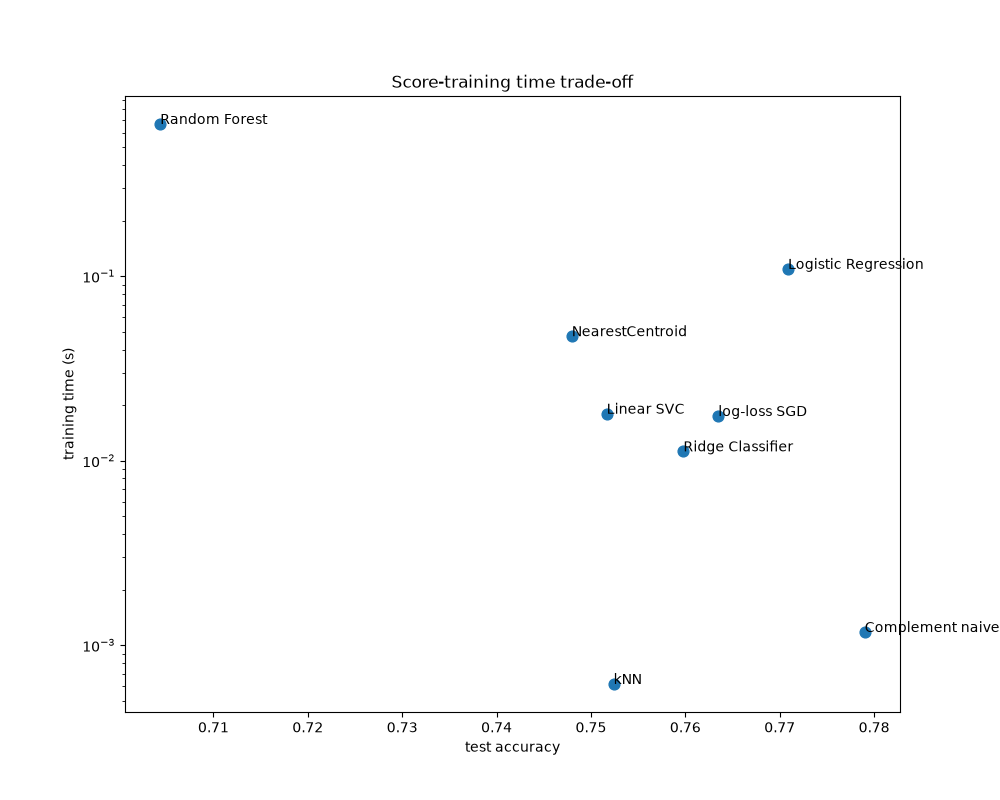 Score-training time trade-off
Random Forest
Logistic Regression
NearestCentroid
Linear SVC
log-loss SGD
Ridge Classifier
Complement naive
kNN
training time (s)
10⁻¹
10⁻²
10⁻³
0.71 0.72 0.73 0.74 0.75 0.76 0.77 0.78
test accuracy